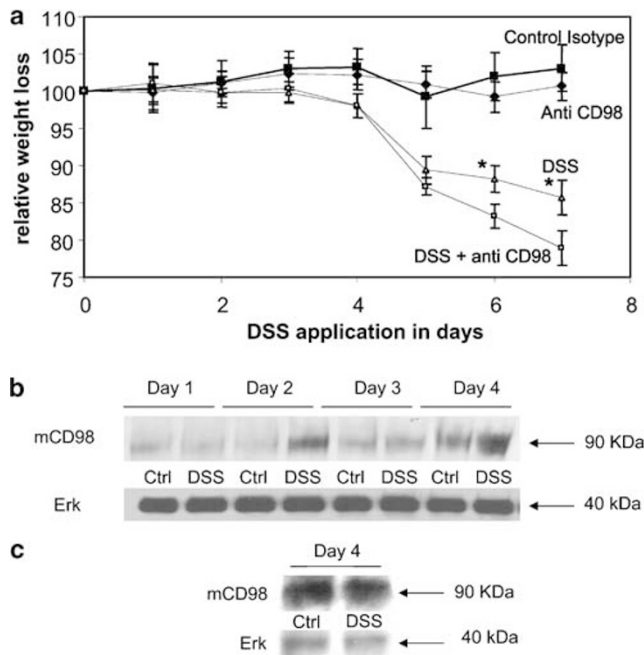 a
110
105
100
95
90
85
80
75
relative weight loss
Control Isotype
Anti CD98
*
DSS
*
DSS + anti CD98
0 2 4 6 8
DSS application in days
b
Day 1 Day 2 Day 3 Day 4
mCD98 90 KDa
Ctrl DSS Ctrl DSS Ctrl DSS Ctrl DSS
Erk 40 kDa
c
Day 4
mCD98 90 KDa
Ctrl DSS
Erk 40 kDa